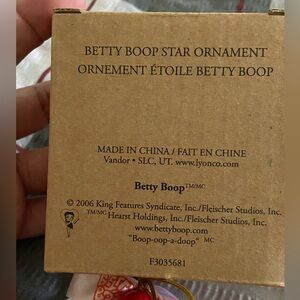 BETTY BOOP STAR ORNAMENT
ORNEMENT ÉTOILE BETTY BOOP
MADE IN CHINA / FAIT EN CHINE
Vandor • SLC, UT. www.lyonco.com
Betty Boop™/MC
© 2006 King Features Syndicate, Inc./Fleischer Studios, Inc.
™/MC Hearst Holdings, Inc./Fleischer Studios, Inc.
www.bettyboop.com
"Boop-oop-a-doop" MC
F3035681